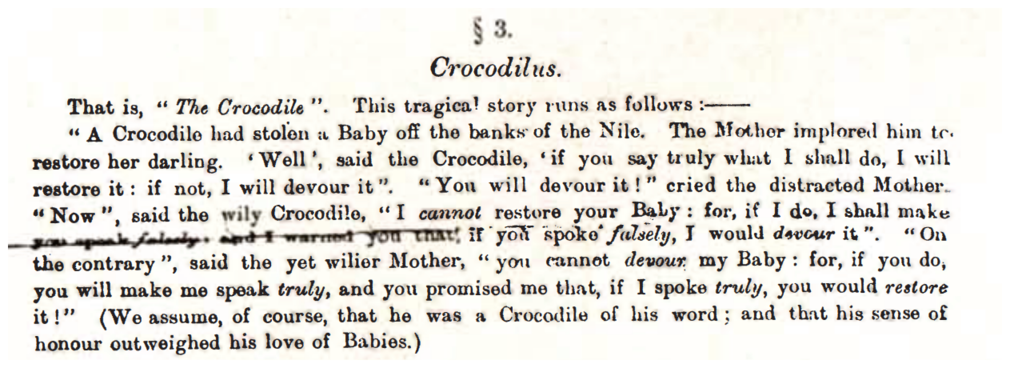 § 3.
Crocodilus.
That is, “ The Crocodile ”. This tragical story runs as follows :——
“ A Crocodile had stolen a Baby off the banks of the Nile. The Mother implored him to
restore her darling. ‘ Well ’, said the Crocodile, ‘ if you say truly what I shall do, I will
restore it : if not, I will devour it ”. “ You will devour it ! ” cried the distracted Mother.
“ Now ”, said the wily Crocodile, “ I cannot restore your Baby : for, if I do, I shall make
you speak falsely : and I warned you that, if you spoke falsely, I would devour it ”. “ On
the contrary ”, said the yet wilier Mother, “ you cannot devour my Baby : for, if you do,
you will make me speak truly, and you promised me that, if I spoke truly, you would restore
it ! ” (We assume, of course, that he was a Crocodile of his word ; and that his sense of
honour outweighed his love of Babies.)